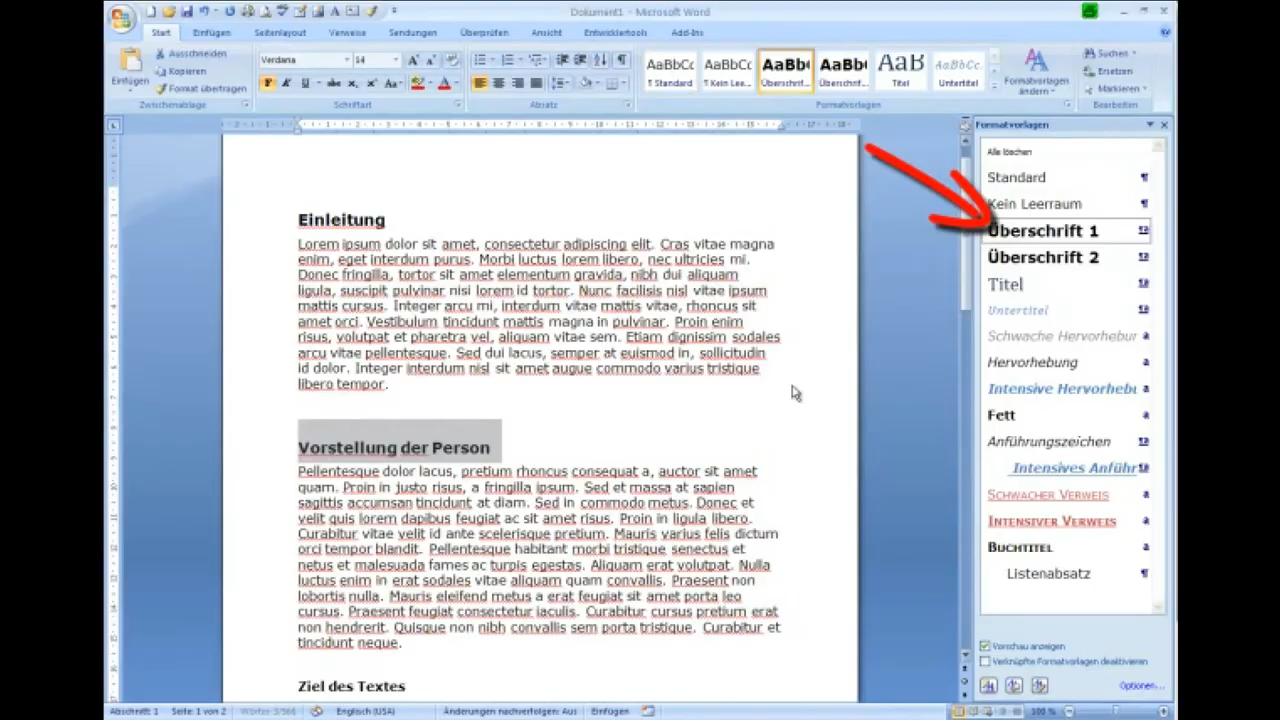 Dokument1 - Microsoft Word
Start Einfügen Seitenlayout Verweise Sendungen Überprüfen Ansicht Entwicklertools Add-Ins
Einfügen
Ausschneiden
Kopieren
Format übertragen
Zwischenablage
Verdana 14
Schriftart
Absatz
AaBbCc AaBbCc AaBb( AaBb( AaB AaBbCc.
¶ Standard ¶ Kein Lee... Überschrif... Überschrif... Titel Untertitel
Formatvorlagen ändern
Formatvorlagen
Suchen
Ersetzen
Markieren
Bearbeiten
Einleitung
Lorem ipsum dolor sit amet, consectetur adipiscing elit. Cras vitae magna
enim, eget interdum purus. Morbi luctus lorem libero, nec ultricies mi.
Donec fringilla, tortor sit amet elementum gravida, nibh dui aliquam
ligula, suscipit pulvinar nisi lorem id tortor. Nunc facilisis nisl vitae ipsum
mattis cursus. Integer arcu mi, interdum vitae mattis vitae, rhoncus sit
amet orci. Vestibulum tincidunt mattis magna in pulvinar. Proin enim
risus, volutpat et pharetra vel, aliquam vitae sem. Etiam dignissim sodales
arcu vitae pellentesque. Sed dui lacus, semper at euismod in, sollicitudin
id dolor. Integer interdum nisl sit amet augue commodo varius tristique
libero tempor.
Vorstellung der Person
Pellentesque dolor lacus, pretium rhoncus consequat a, auctor sit amet
quam. Proin in justo risus, a fringilla ipsum. Sed et massa at sapien
sagittis accumsan tincidunt at diam. Sed in commodo metus. Donec et
velit quis lorem dapibus feugiat ac sit amet risus. Proin in ligula libero.
Curabitur vitae velit id ante scelerisque pretium. Mauris varius felis dictum
orci tempor blandit. Pellentesque habitant morbi tristique senectus et
netus et malesuada fames ac turpis egestas. Aliquam erat volutpat. Nulla
luctus enim in erat sodales vitae aliquam quam convallis. Praesent non
lobortis nulla. Mauris eleifend metus a erat feugiat sit amet porta leo
cursus. Praesent feugiat consectetur iaculis. Curabitur cursus pretium erat
non hendrerit. Quisque non nibh convallis sem porta tristique. Curabitur et
tincidunt neque.
Ziel des Textes
Formatvorlagen
Alle löschen
Standard
Kein Leerraum
Überschrift 1
Überschrift 2
Titel
Untertitel
Schwache Hervorhebur
Hervorhebung
Intensive Hervorhebu
Fett
Anführungszeichen
Intensives Anführ
Schwacher Verweis
Intensiver Verweis
Buchtitel
Listenabsatz
Vorschau anzeigen
Verknüpfte Formatvorlagen deaktivieren
Optionen...
Abschnitt: 1 Seite: 1 von 2 Wörter: 3/566 Englisch (USA) Änderungen nachverfolgen: Aus Einfügen 100 %